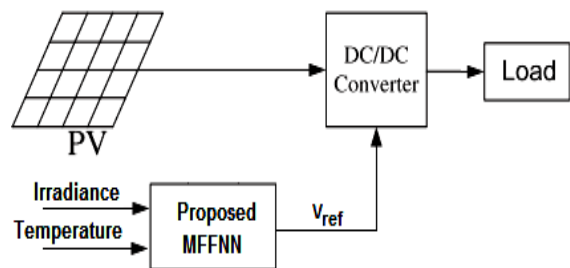 DC/DC
Converter
Load
PV
Irradiance
Temperature
Proposed
MFFNN
Vref